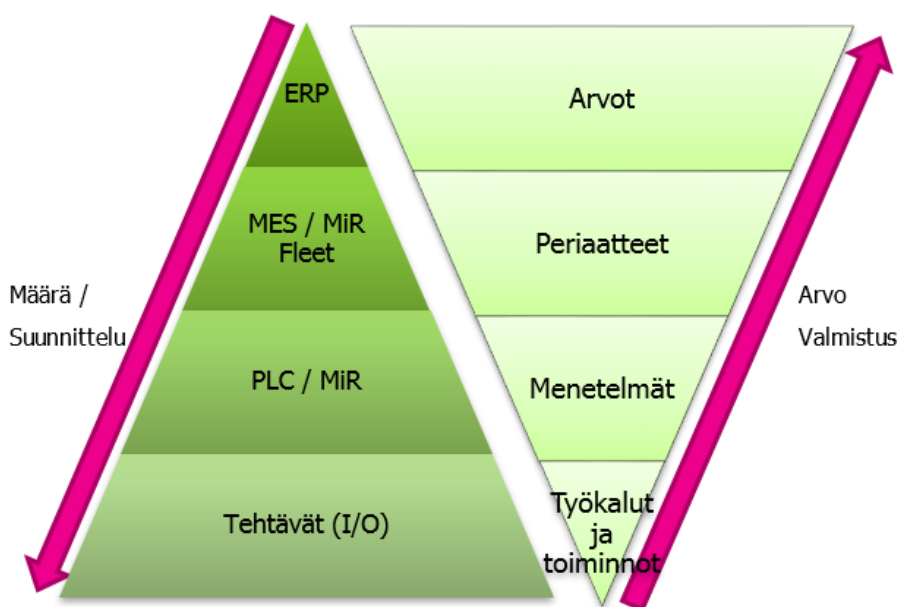 ERP
MES / MiR
Fleet
PLC / MiR
Tehtävät (I/O)
Määrä /
Suunnittelu
Arvot
Periaatteet
Menetelmät
Työkalut
ja
toiminnot
Arvo
Valmistus